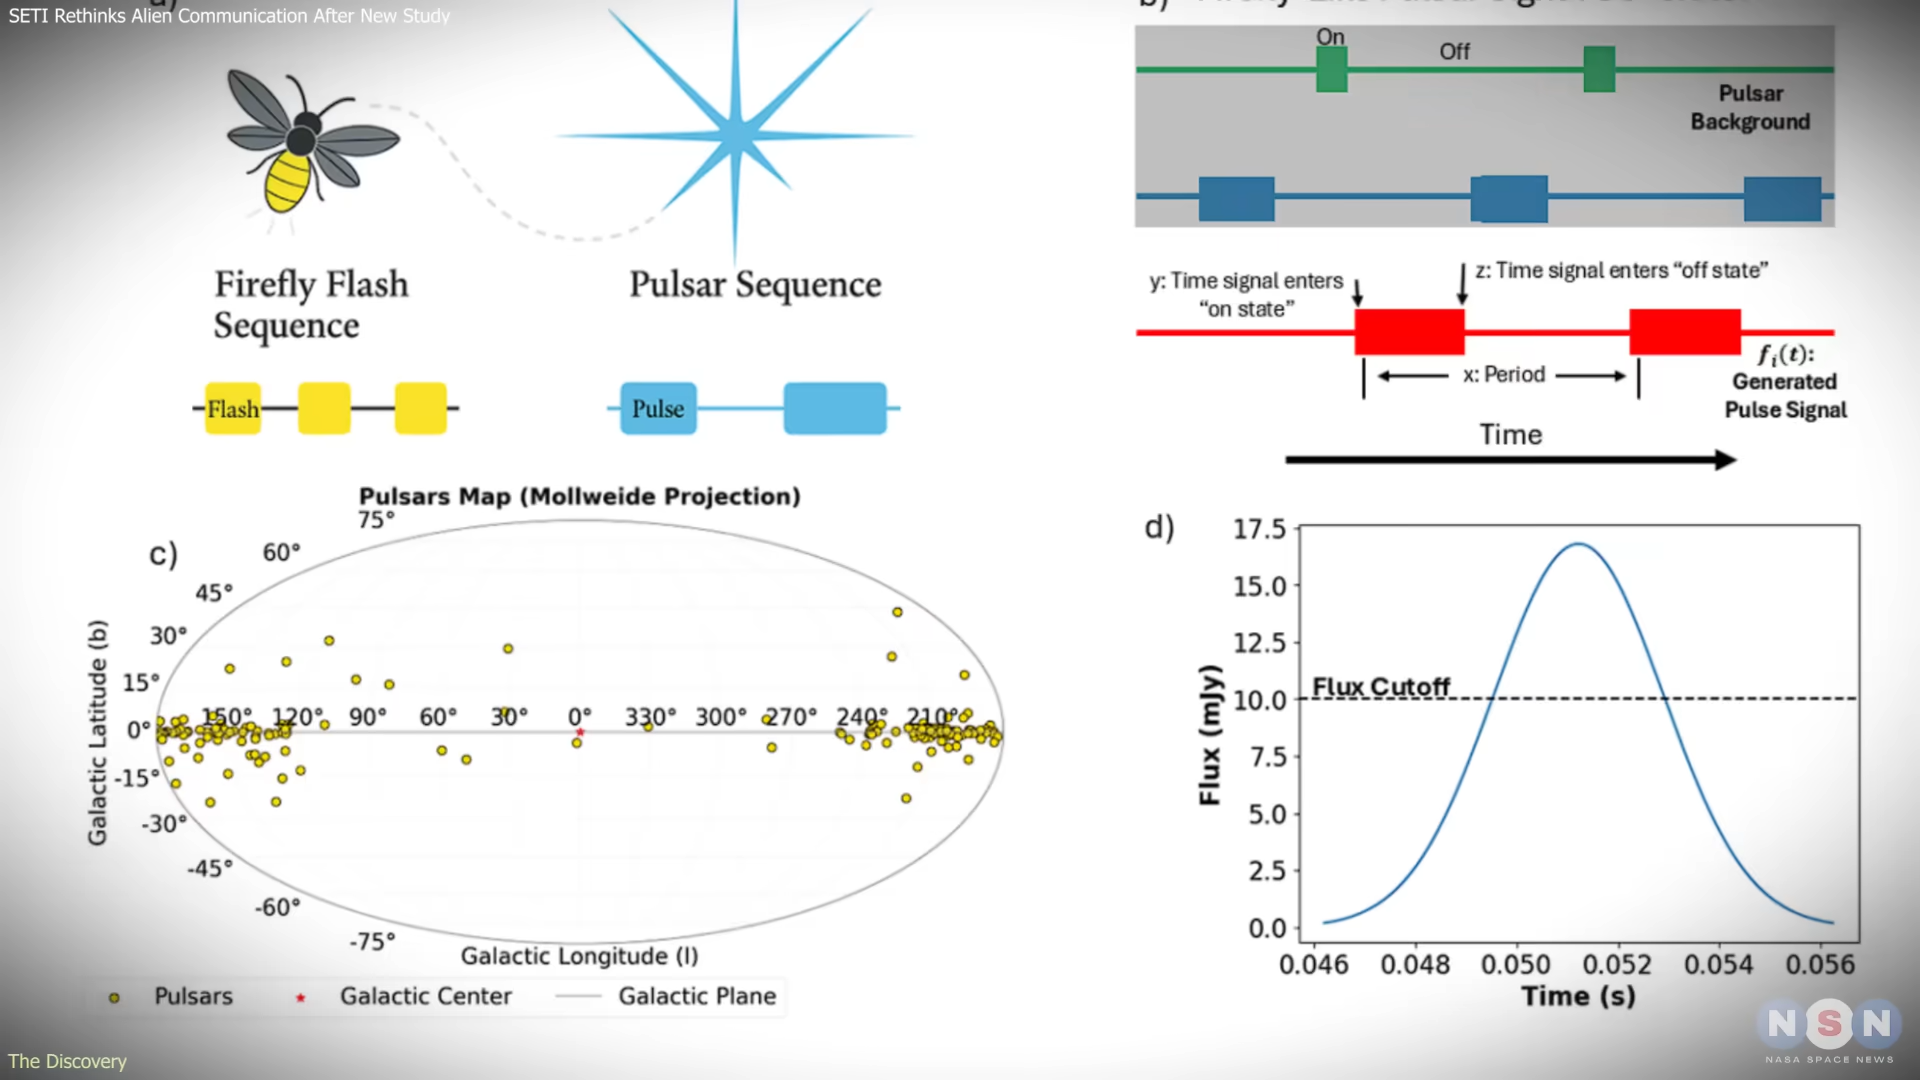 SETI Rethinks Alien Communication After New Study
Firefly Flash
Sequence
Pulsar Sequence
Flash
Pulse
b)
On
Off
Pulsar
Background
y: Time signal enters
“on state”
z: Time signal enters “off state”
x: Period
fi(t):
Generated
Pulse Signal
Time
c)
Pulsars Map (Mollweide Projection)
75°
60°
45°
30°
15°
0°
-15°
-30°
-45°
-60°
-75°
150° 120° 90° 60° 30° 0° 330° 300° 270° 240° 210°
Galactic Latitude (b)
Galactic Longitude (l)
Pulsars
Galactic Center
Galactic Plane
d)
17.5
15.0
12.5
10.0
7.5
5.0
2.5
0.0
Flux Cutoff
Flux (mJy)
0.046 0.048 0.050 0.052 0.054 0.056
Time (s)
NSN
NASA SPACE NEWS
The Discovery